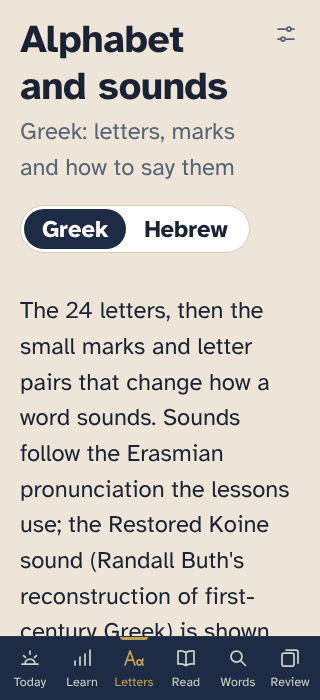 Alphabet
and sounds
Greek: letters, marks
and how to say them
Greek Hebrew
The 24 letters, then the
small marks and letter
pairs that change how a
word sounds. Sounds
follow the Erasmian
pronunciation the lessons
use; the Restored Koine
sound (Randall Buth's
reconstruction of first-
century Greek) is shown
Aα
Today Learn Letters Read Words Review